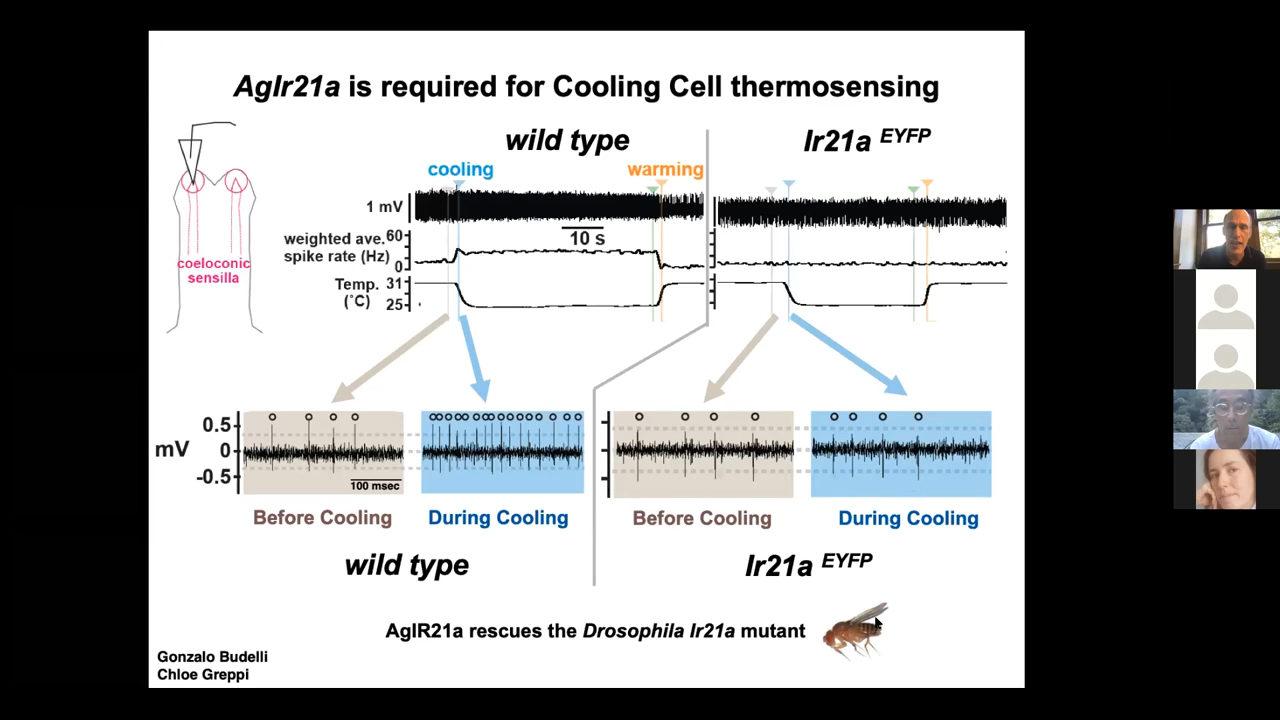 AgIr21a is required for Cooling Cell thermosensing
wild type
Ir21a EYFP
cooling
warming
1 mV
10 s
weighted ave.
spike rate (Hz)
60
0
Temp.
(˚C)
31
25
coeloconic
sensilla
mV
0.5
0
-0.5
100 msec
Before Cooling
During Cooling
Before Cooling
During Cooling
wild type
Ir21a EYFP
AgIR21a rescues the Drosophila Ir21a mutant
Gonzalo Budelli
Chloe Greppi